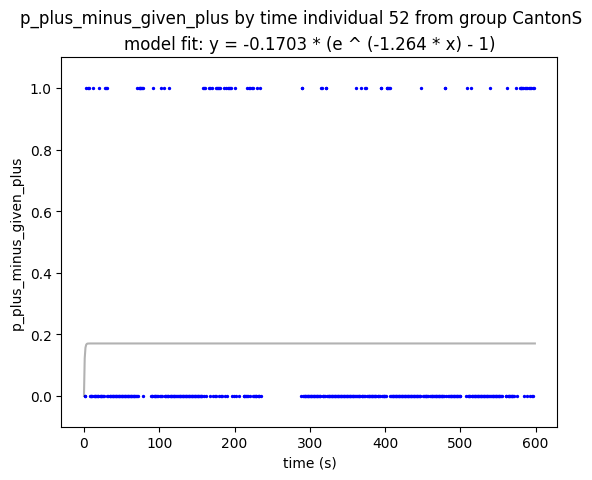 p_plus_minus_given_plus by time individual 52 from group CantonS
model fit: y = -0.1703 * (e ^ (-1.264 * x) - 1)
1.0
0.8
0.6
0.4
0.2
0.0
p_plus_minus_given_plus
0 100 200 300 400 500 600
time (s)